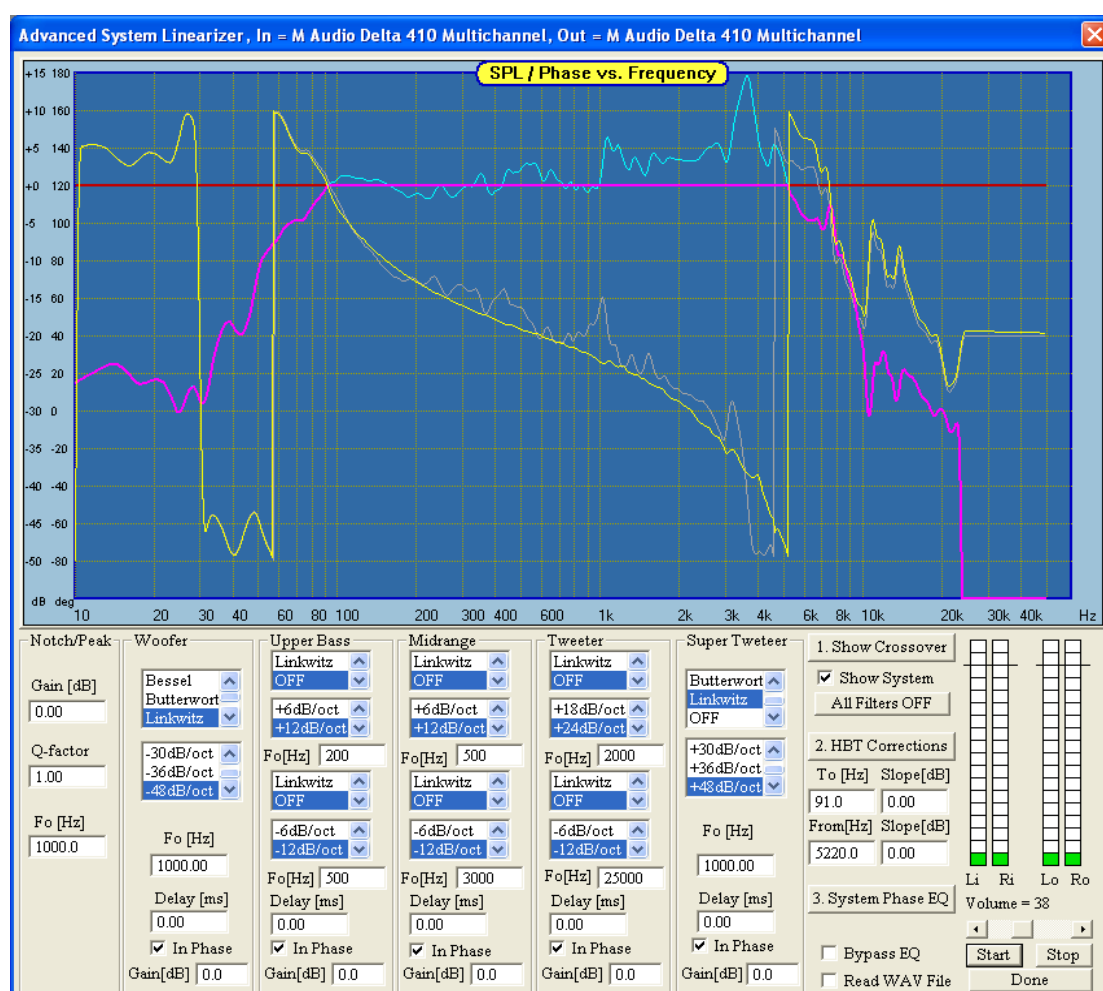 Advanced System Linearizer , In = M Audio Delta 410 Multichannel, Out = M Audio Delta 410 Multichannel
SPL / Phase vs. Frequency
+15 180
+10 160
+5 140
+0 120
-5 100
-10 80
-15 60
-20 40
-25 20
-30 0
-35 -20
-40 -40
-45 -60
-50 -80
dB deg
10 20 30 40 60 80 100 200 300 400 600 1k 2k 3k 4k 6k 8k 10k 20k 30k 40k Hz
Notch/Peak
Gain [dB]
0.00
Q-factor
1.00
Fo [Hz]
1000.0
Woofer
Bessel
Butterwort
Linkwitz
-30dB/oct
-36dB/oct
-48dB/oct
Fo [Hz]
1000.00
Delay [ms]
0.00
In Phase
Gain[dB] 0.0
Upper Bass
Linkwitz
OFF
+6dB/oct
+12dB/oct
Fo[Hz] 200
Linkwitz
OFF
-6dB/oct
-12dB/oct
Fo[Hz] 500
Delay [ms]
0.00
In Phase
Gain[dB] 0.0
Midrange
Linkwitz
OFF
+6dB/oct
+12dB/oct
Fo[Hz] 500
Linkwitz
OFF
-6dB/oct
-12dB/oct
Fo[Hz] 3000
Delay [ms]
0.00
In Phase
Gain[dB] 0.0
Tweeter
Linkwitz
OFF
+18dB/oct
+24dB/oct
Fo[Hz] 2000
Linkwitz
OFF
-6dB/oct
-12dB/oct
Fo[Hz] 25000
Delay [ms]
0.00
In Phase
Gain[dB] 0.0
Super Tweteer
Butterwort
Linkwitz
OFF
+30dB/oct
+36dB/oct
+48dB/oct
Fo [Hz]
1000.00
Delay [ms]
0.00
In Phase
Gain[dB] 0.0
1. Show Crossover
Show System
All Filters OFF
2. HBT Corrections
To [Hz] Slope[dB]
91.0 0.00
From[Hz] Slope[dB]
5220.0 0.00
3. System Phase EQ
Bypass EQ
Read WAV File
Li Ri Lo Ro
Volume = 38
Start Stop
Done